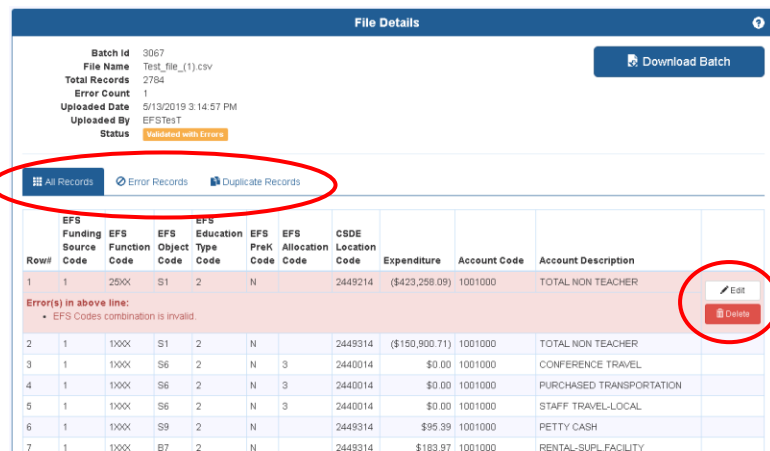 File Details
Batch Id 3067
File Name Test_file_(1).csv
Total Records 2784
Error Count 1
Uploaded Date 5/13/2019 3:14:57 PM
Uploaded By EFSTesT
Status Validated with Errors
Download Batch
All Records Error Records Duplicate Records
Row# EFS Funding Source Code EFS Function Code EFS Object Code EFS Education Type Code EFS PreK Code EFS Allocation Code CSDE Location Code Expenditure Account Code Account Description
1 1 25XX S1 2 N 2449214 ($423,258.09) 1001000 TOTAL NON TEACHER
Edit
Delete
Error(s) in above line:
EFS Codes combination is invalid.
2 1 1XXX S1 2 N 2449314 ($150,900.71) 1001000 TOTAL NON TEACHER
3 1 1XXX S6 2 N 3 2440014 $0.00 1001000 CONFERENCE TRAVEL
4 1 1XXX S6 2 N 3 2440014 $0.00 1001000 PURCHASED TRANSPORTATION
5 1 1XXX S6 2 N 3 2440014 $0.00 1001000 STAFF TRAVEL-LOCAL
6 1 1XXX S9 2 N 2449314 $95.39 1001000 PETTY CASH
7 1 1XXX B7 2 N 2449314 $183.97 1001000 RENTAL-SUPL.FACILITY